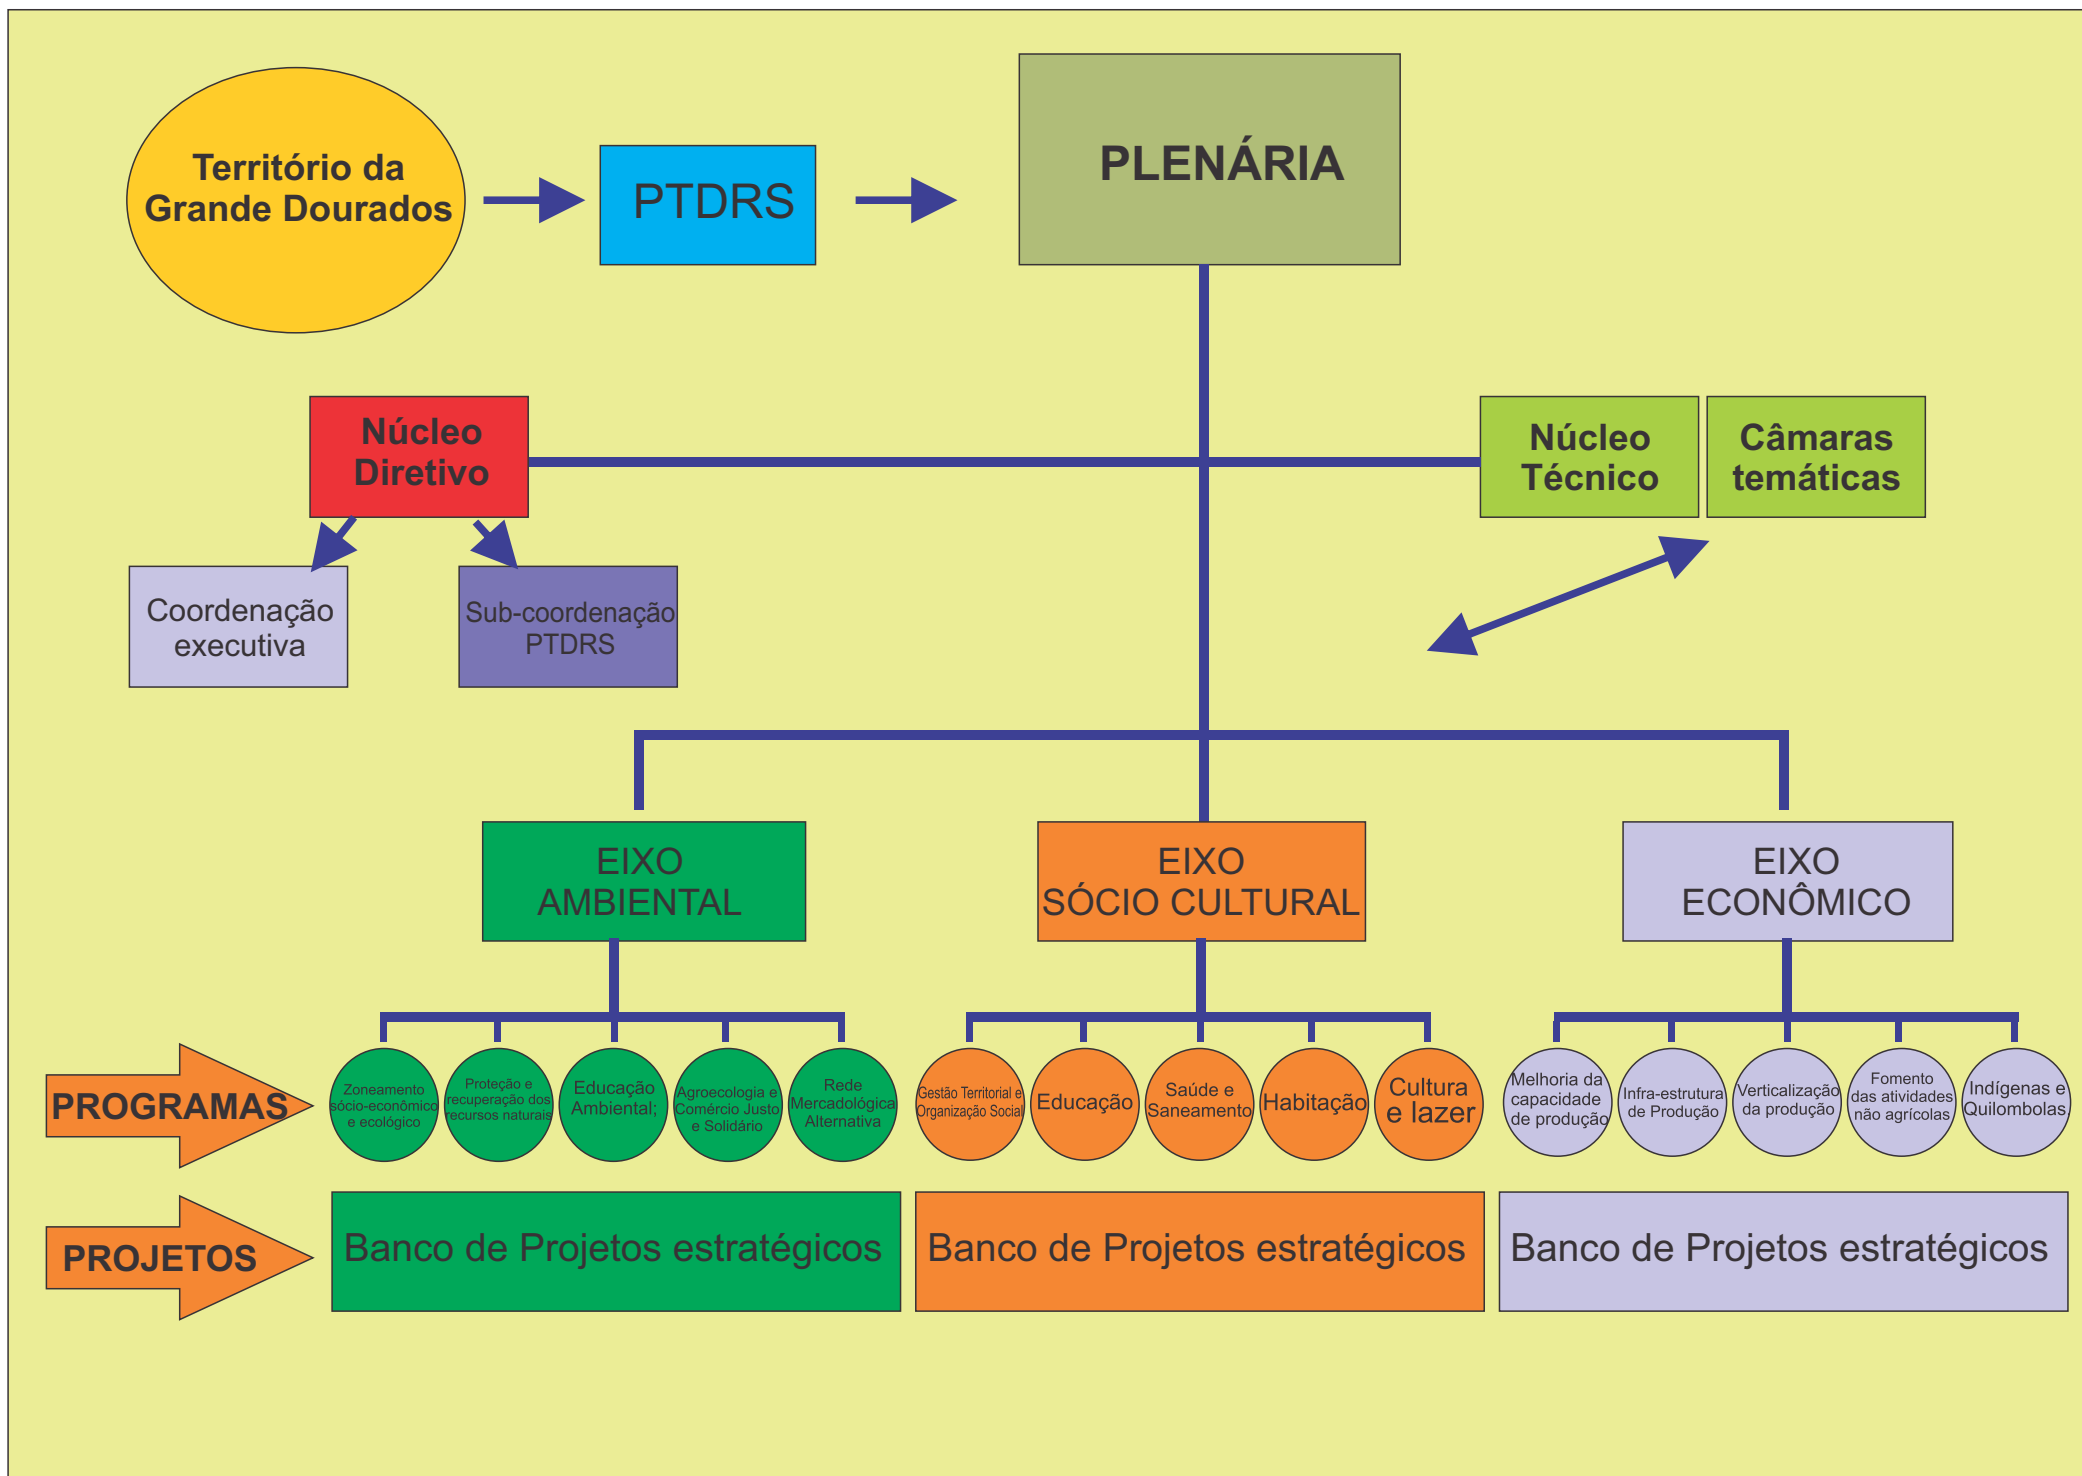 Território da
Grande Dourados
PTDRS
PLENÁRIA
Núcleo
Diretivo
Núcleo
Técnico
Câmaras
temáticas
Coordenação
executiva
Sub-coordenação
PTDRS
EIXO
AMBIENTAL
EIXO
SÓCIO CULTURAL
EIXO
ECONÔMICO
PROGRAMAS
Zoneamento
sócio-econômico
e ecológico
Proteção e
recuperação dos
recursos naturais
Educação
Ambiental;
Agroecologia e
Comércio Justo
e Solidário
Rede
Mercadológica
Alternativa
Gestão Territorial e
Organização Social
Educação
Saúde e
Saneamento
Habitação
Cultura
e lazer
Melhoria da
capacidade
de produção
Infra-estrutura
de Produção
Verticalização
da produção
Fomento
das atividades
não agrícolas
Indígenas e
Quilombolas
PROJETOS
Banco de Projetos estratégicos
Banco de Projetos estratégicos
Banco de Projetos estratégicos